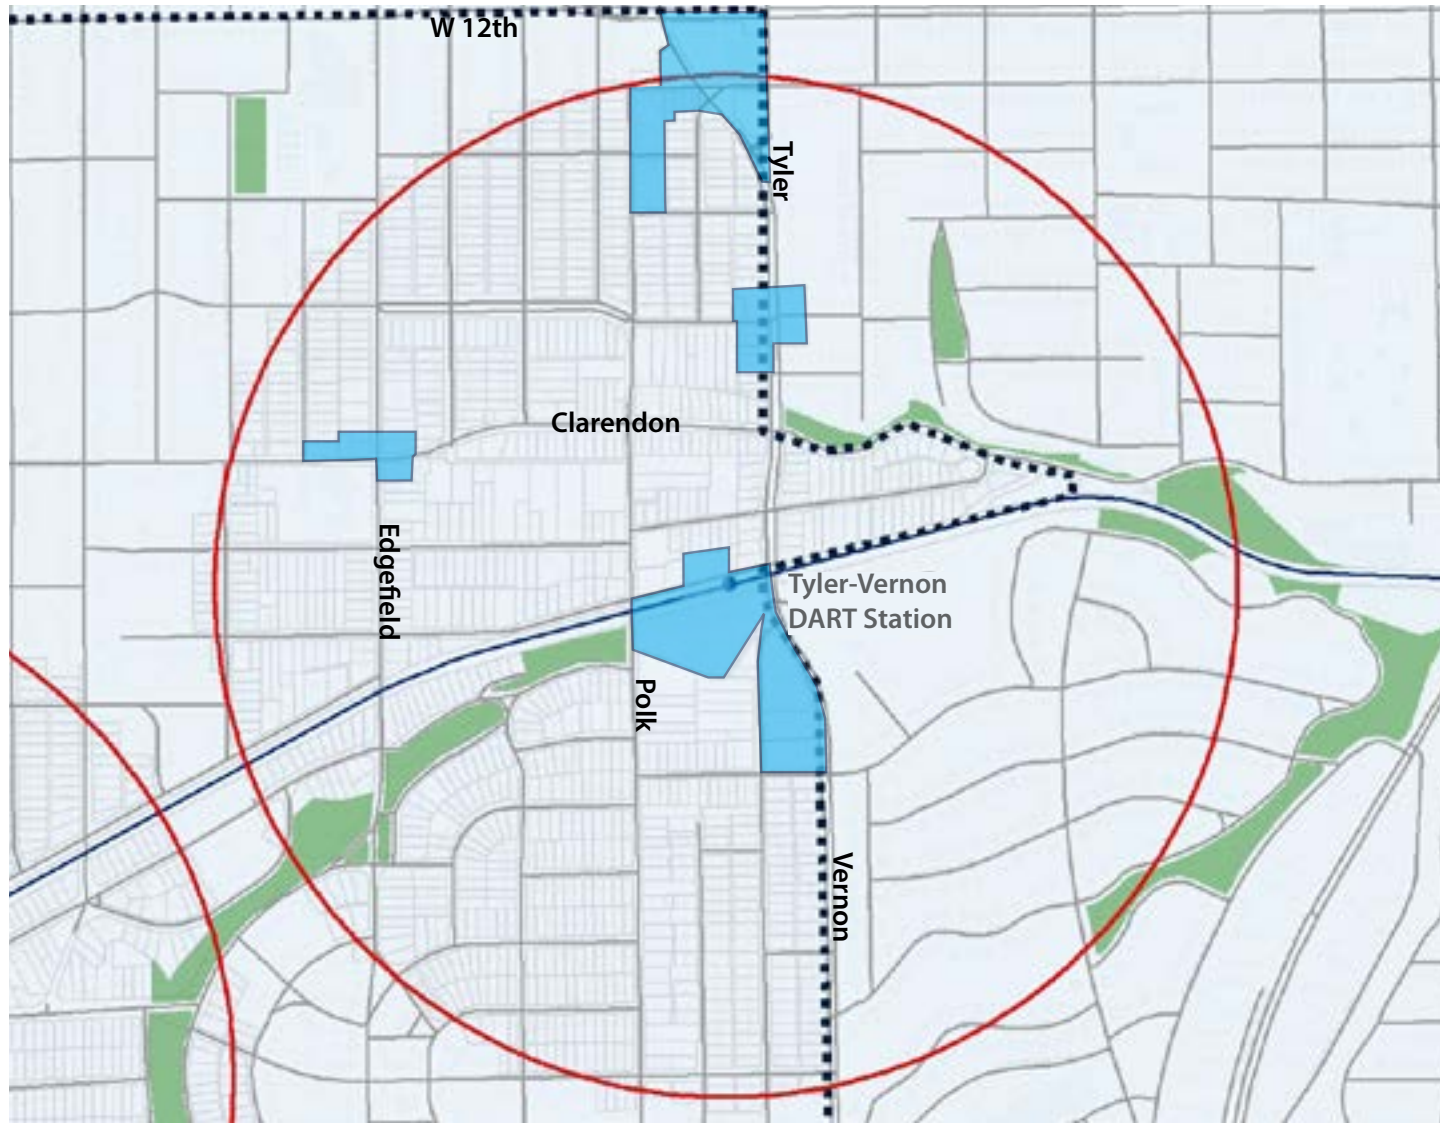 W 12th
Tyler
Clarendon
Edgefield
Tyler-Vernon
DART Station
Polk
Vernon